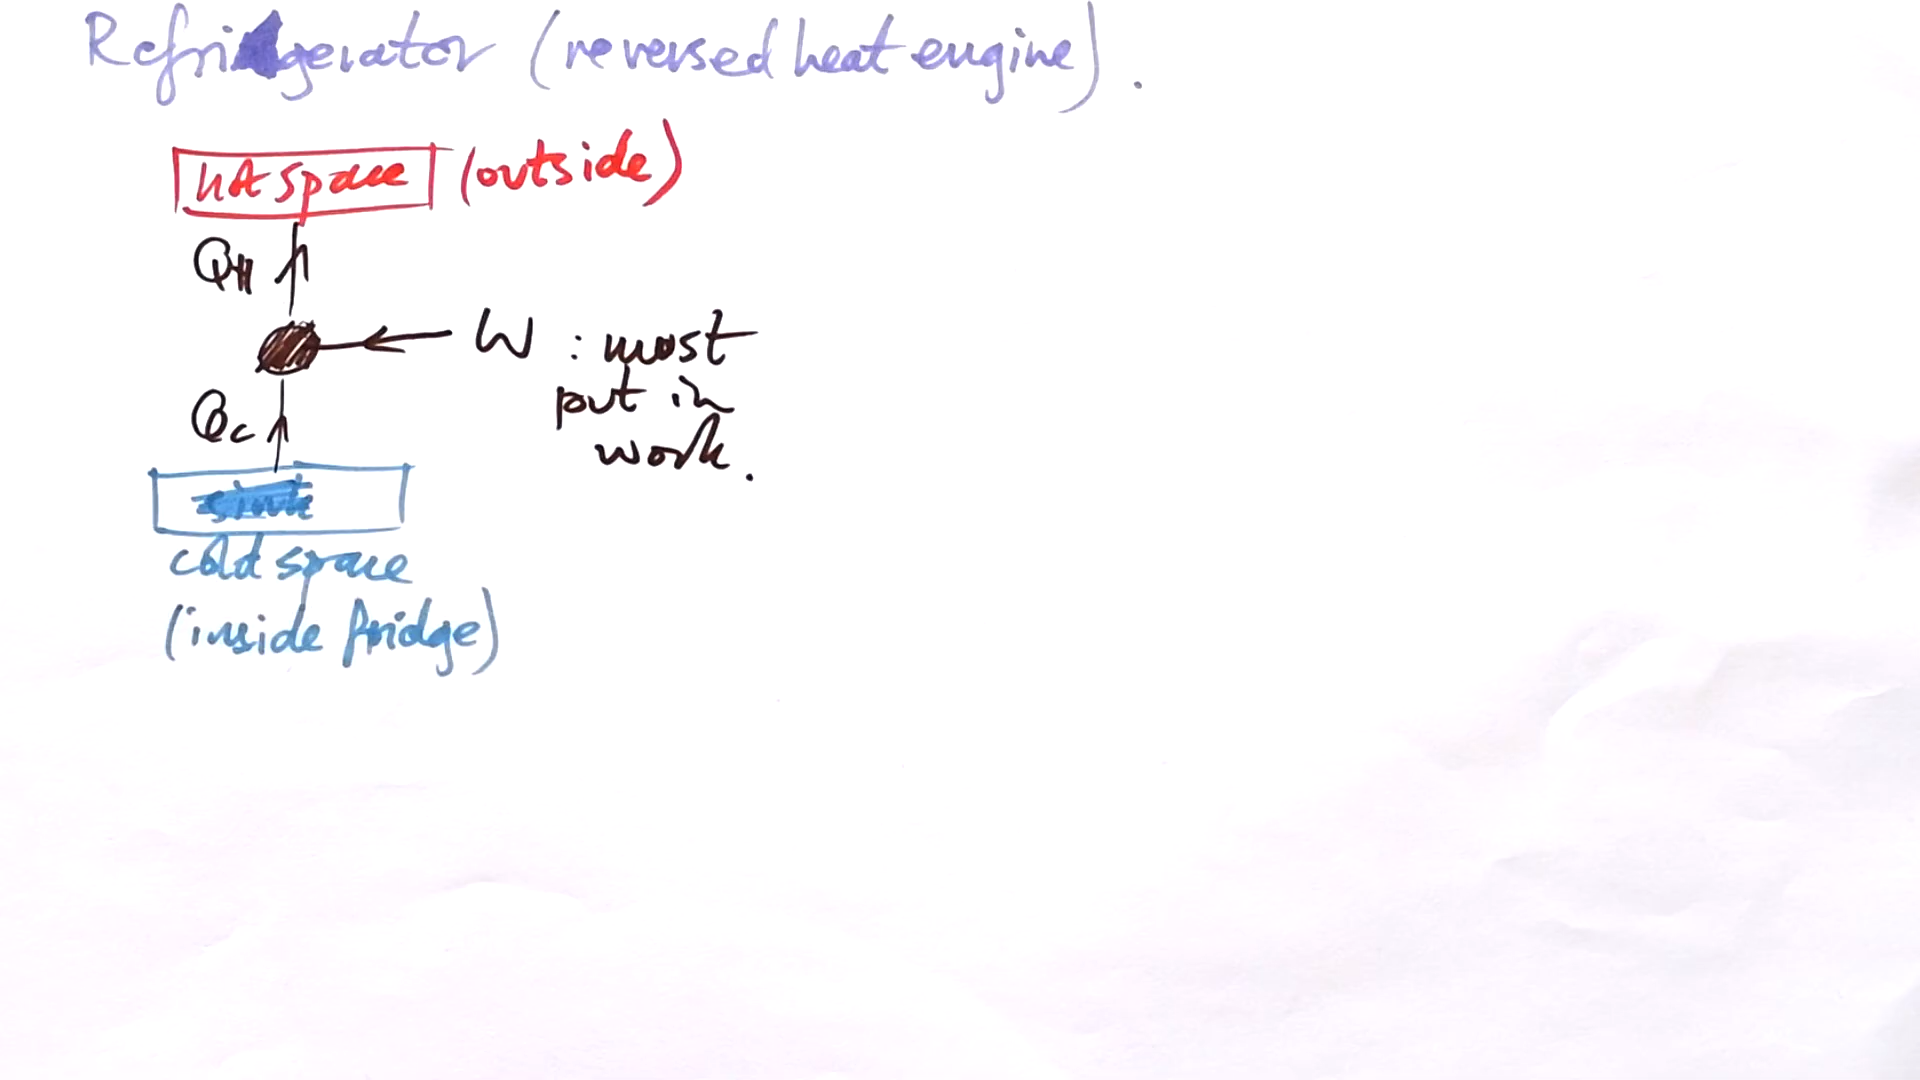 Refrigerator (reversed heat engine).
hot space (outside)
QH
W : must
put in
Qc
work.
cold space
(inside fridge)